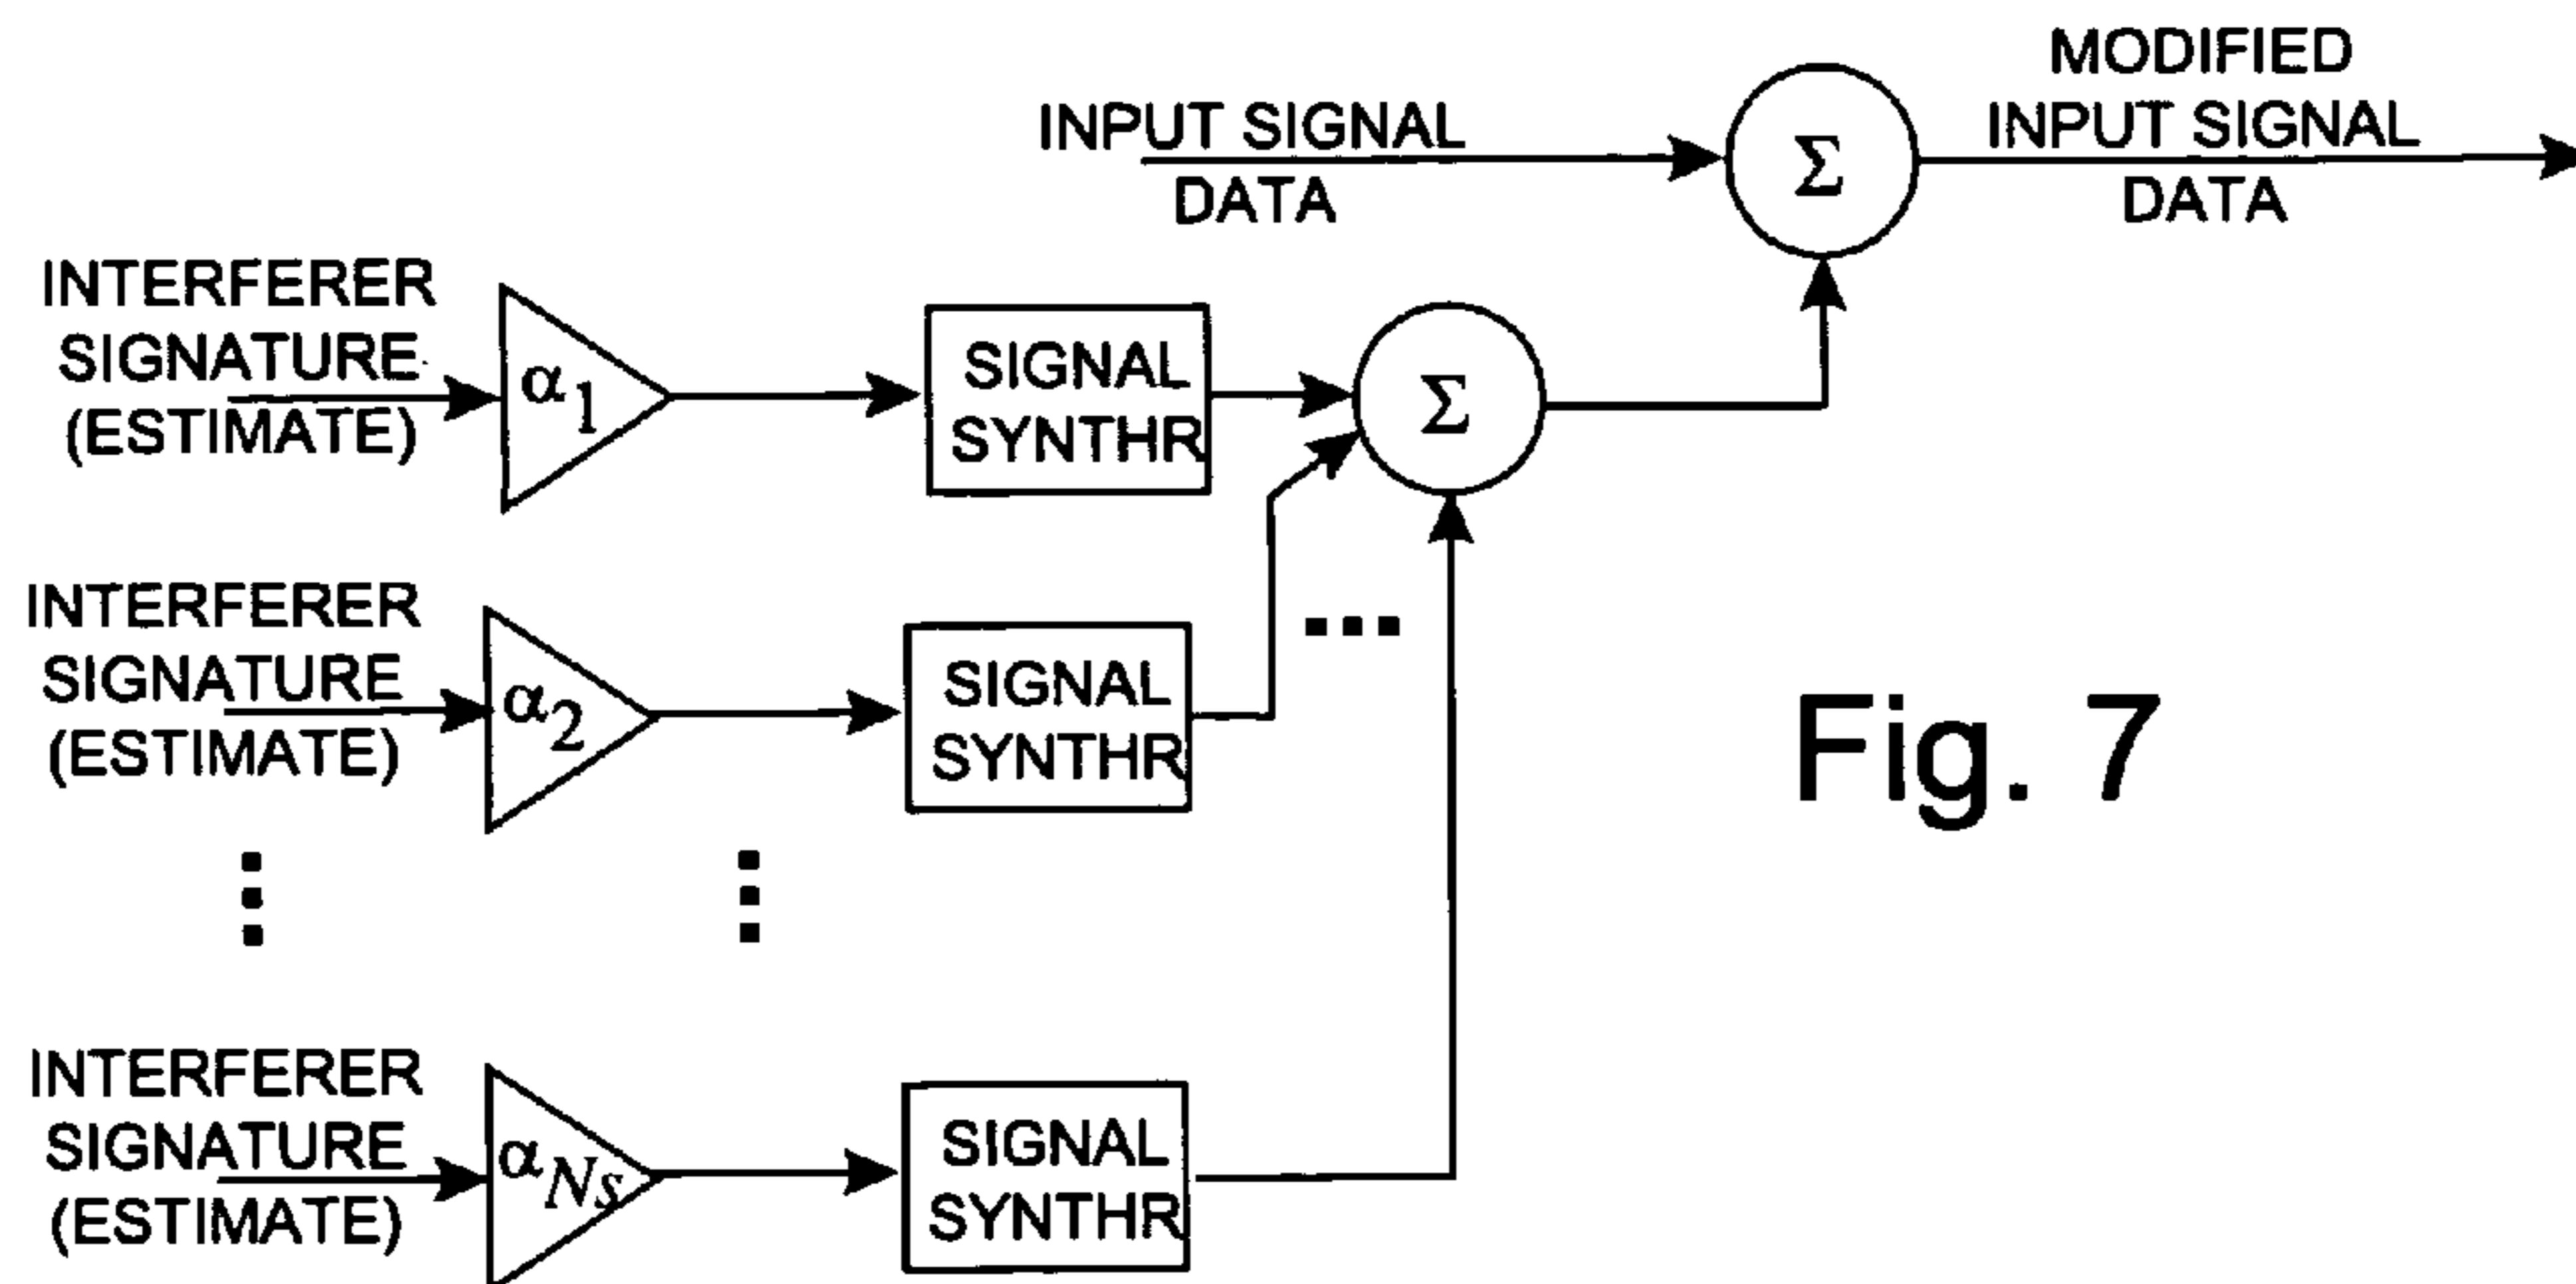 MODIFIED
INPUT SIGNAL
DATA
INPUT SIGNAL
DATA
Σ
INTERFERER
SIGNATURE
(ESTIMATE)
α1
SIGNAL
SYNTHR
Σ
INTERFERER
SIGNATURE
(ESTIMATE)
α2
SIGNAL
SYNTHR
...
Fig. 7
INTERFERER
SIGNATURE
(ESTIMATE)
αNs
SIGNAL
SYNTHR